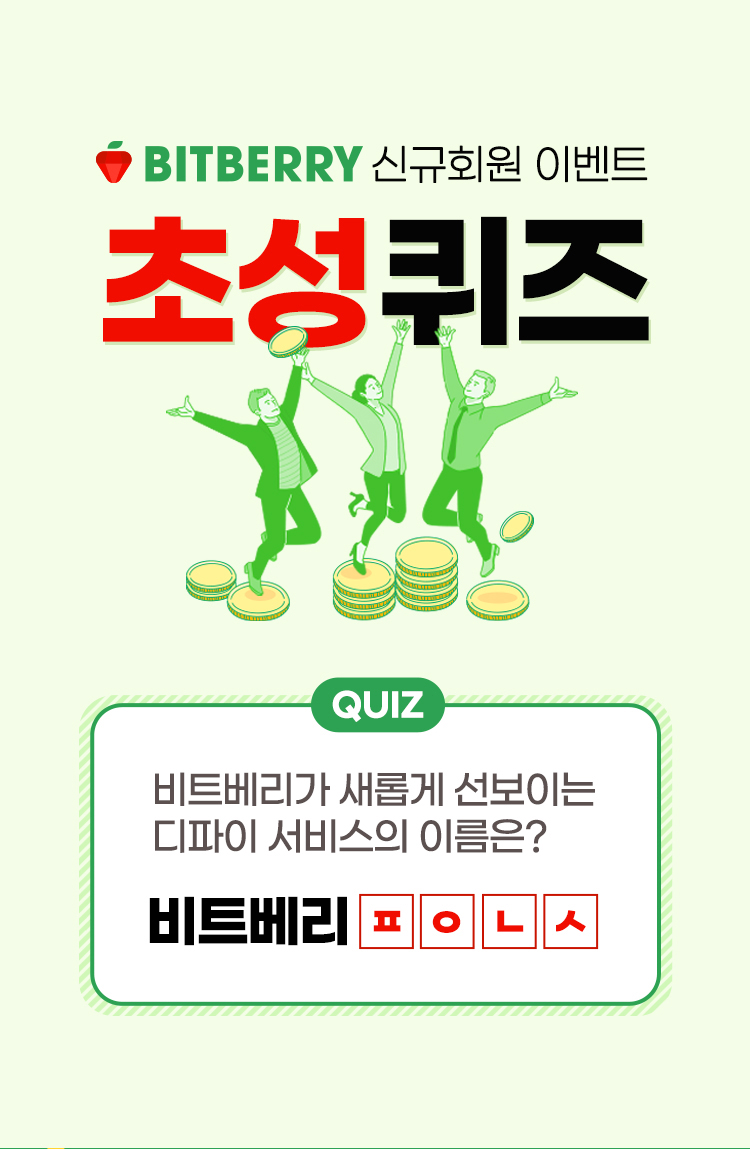 BITBERRY 신규회원 이벤트
초성퀴즈
QUIZ
비트베리가 새롭게 선보이는
디파이 서비스의 이름은?
비트베리 ㅍ ㅇ ㄴ ㅅ